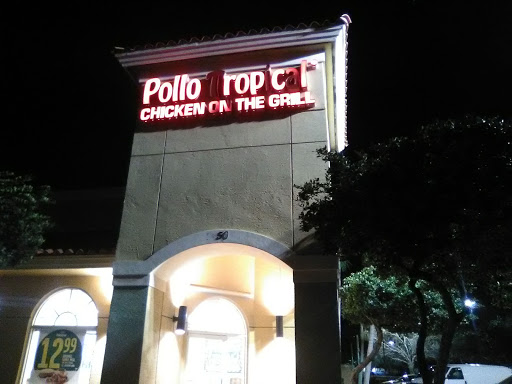 Pollo Tropical
CHICKEN ON THE GRILL
50
12.99